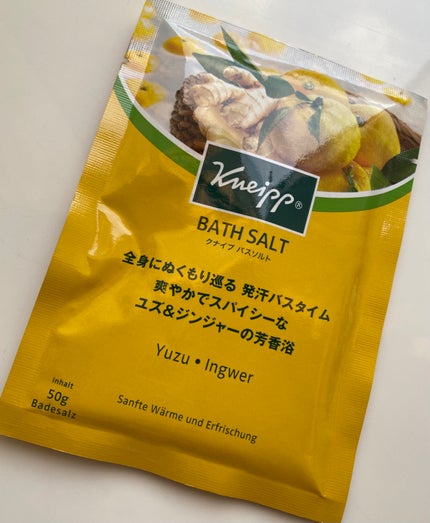 Kneipp®
BATH SALT
クナイプ バスソルト
全身にぬくもり巡る 発汗バスタイム
爽やかでスパイシーな
ユズ&ジンジャーの芳香浴
Yuzu • Ingwer
Inhalt
50g
Badesalz
Sanfte Wärme und Erfrischung